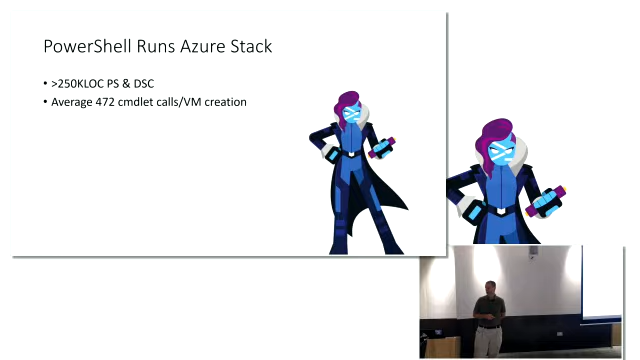 PowerShell Runs Azure Stack
• >250KLOC PS & DSC
• Average 472 cmdlet calls/VM creation